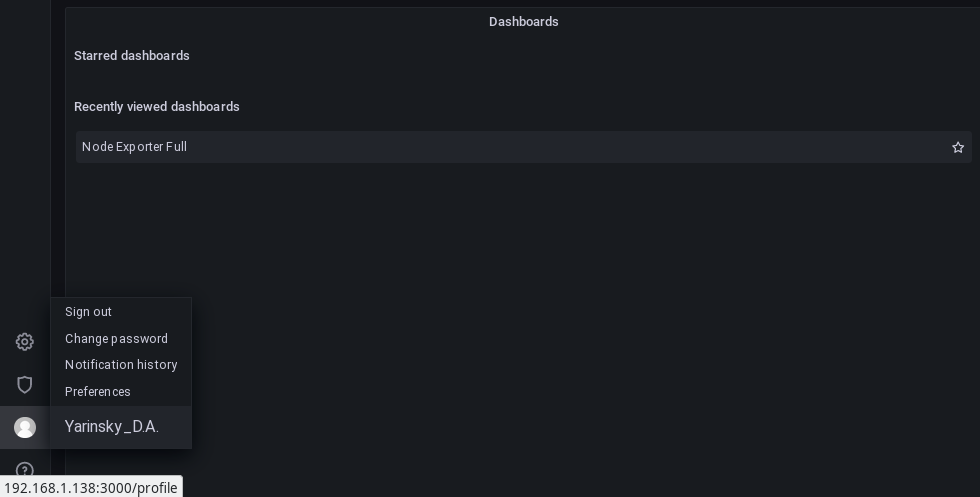 Dashboards
Starred dashboards
Recently viewed dashboards
Node Exporter Full
Sign out
Change password
Notification history
Preferences
Yarinsky_D.A.
192.168.1.138:3000/profile